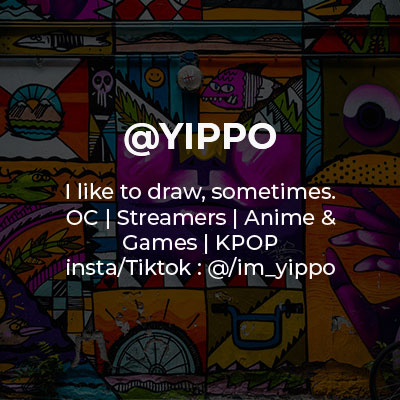 @YIPPO
I like to draw, sometimes.
OC | Streamers | Anime &
Games | KPOP
insta/Tiktok : @/im_yippo